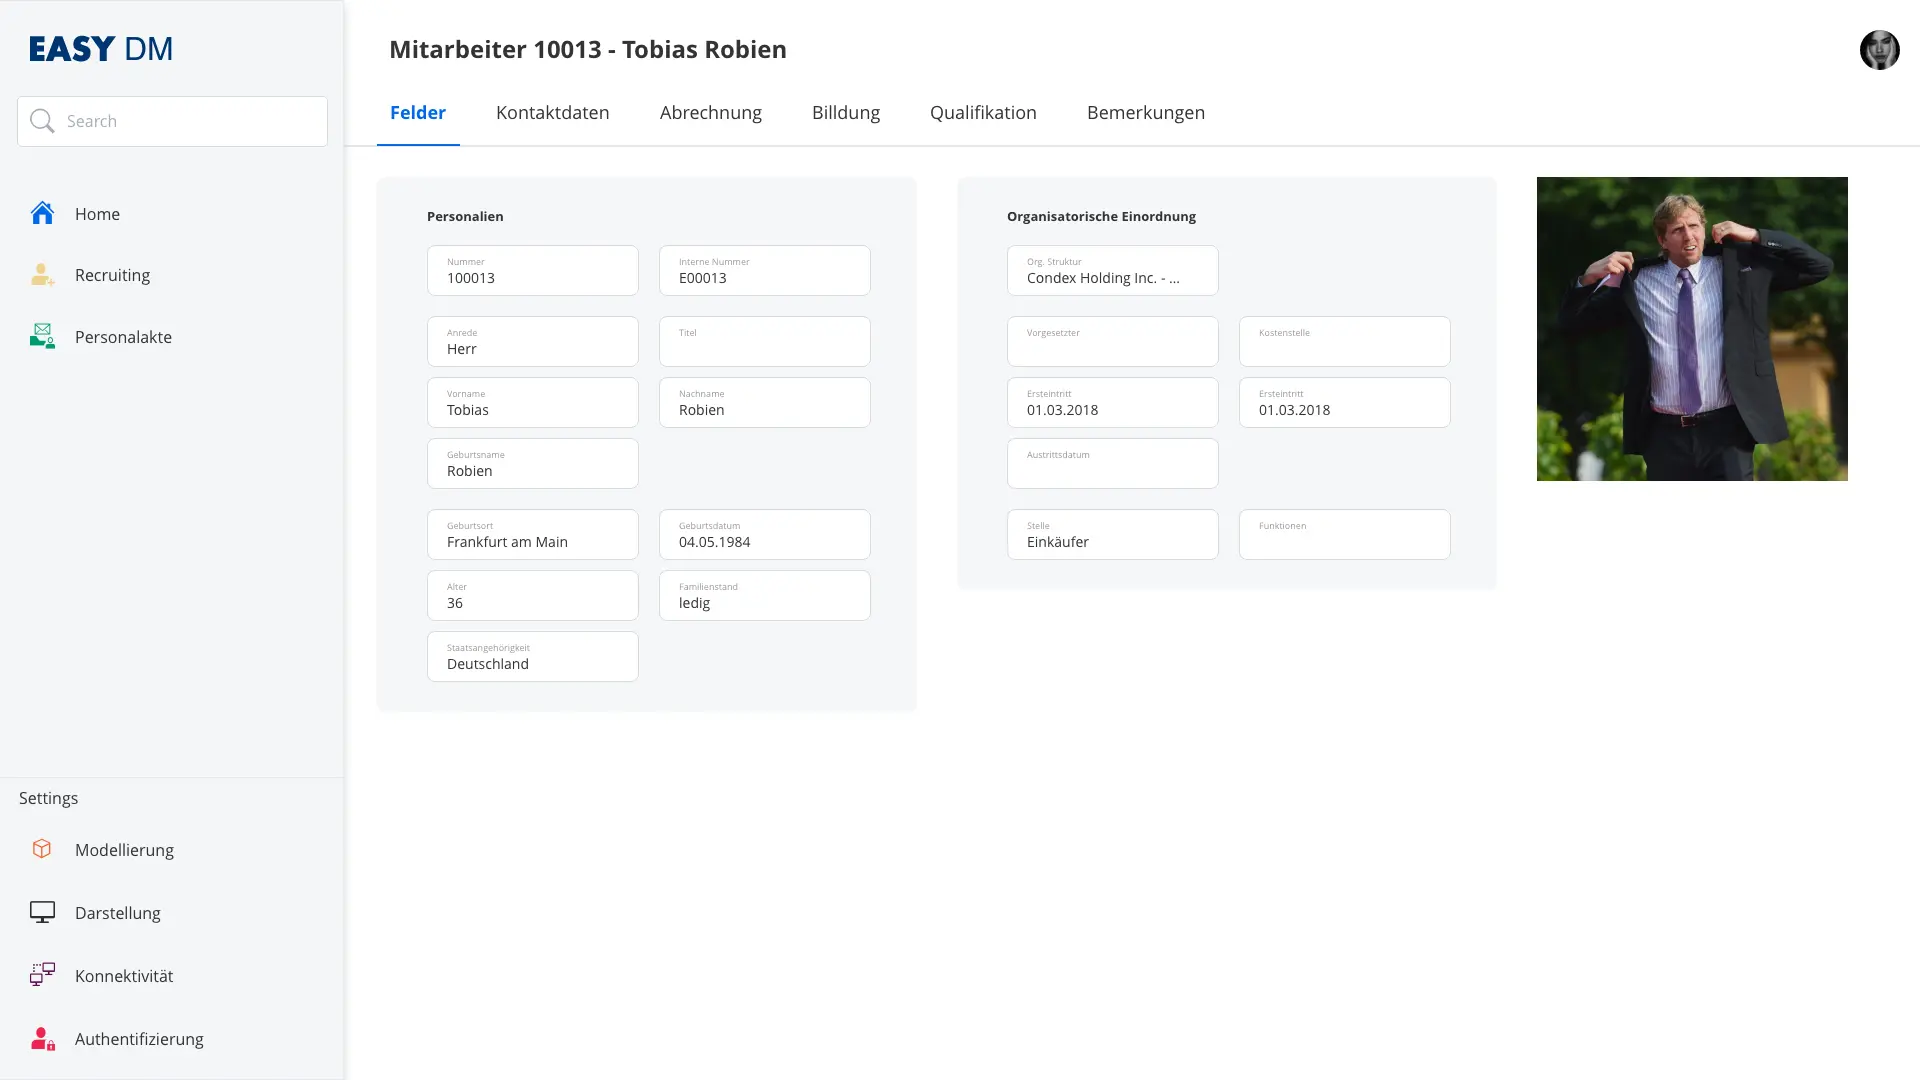 EASY DM
Search
Home
Recruiting
Personalakte
Settings
Modellierung
Darstellung
Konnektivität
Authentifizierung
Mitarbeiter 10013 - Tobias Robien
Felder Kontaktdaten Abrechnung Billdung Qualifikation Bemerkungen
Personalien
Nummer Interne Nummer
100013 E00013
Anrede Titel
Herr
Vorname Nachname
Tobias Robien
Geburtsname
Robien
Geburtsort Geburtsdatum
Frankfurt am Main 04.05.1984
Alter Familienstand
36 ledig
Staatsangehörigkeit
Deutschland
Organisatorische Einordnung
Org. Struktur
Condex Holding Inc. - ...
Vorgesetzter Kostenstelle
Ersteintritt Ersteintritt
01.03.2018 01.03.2018
Austrittsdatum
Stelle Funktionen
Einkäufer